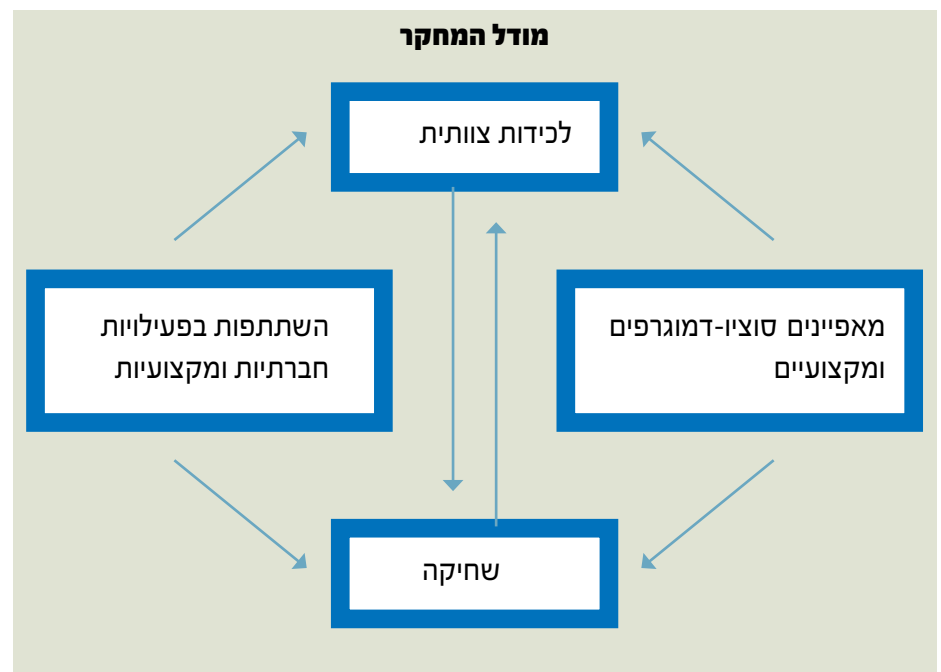 מודל המחקר
לכידות צוותית
מאפיינים סוציו-דמוגרפים
ומקצועיים
השתתפות בפעילויות
חברתיות ומקצועיות
שחיקה